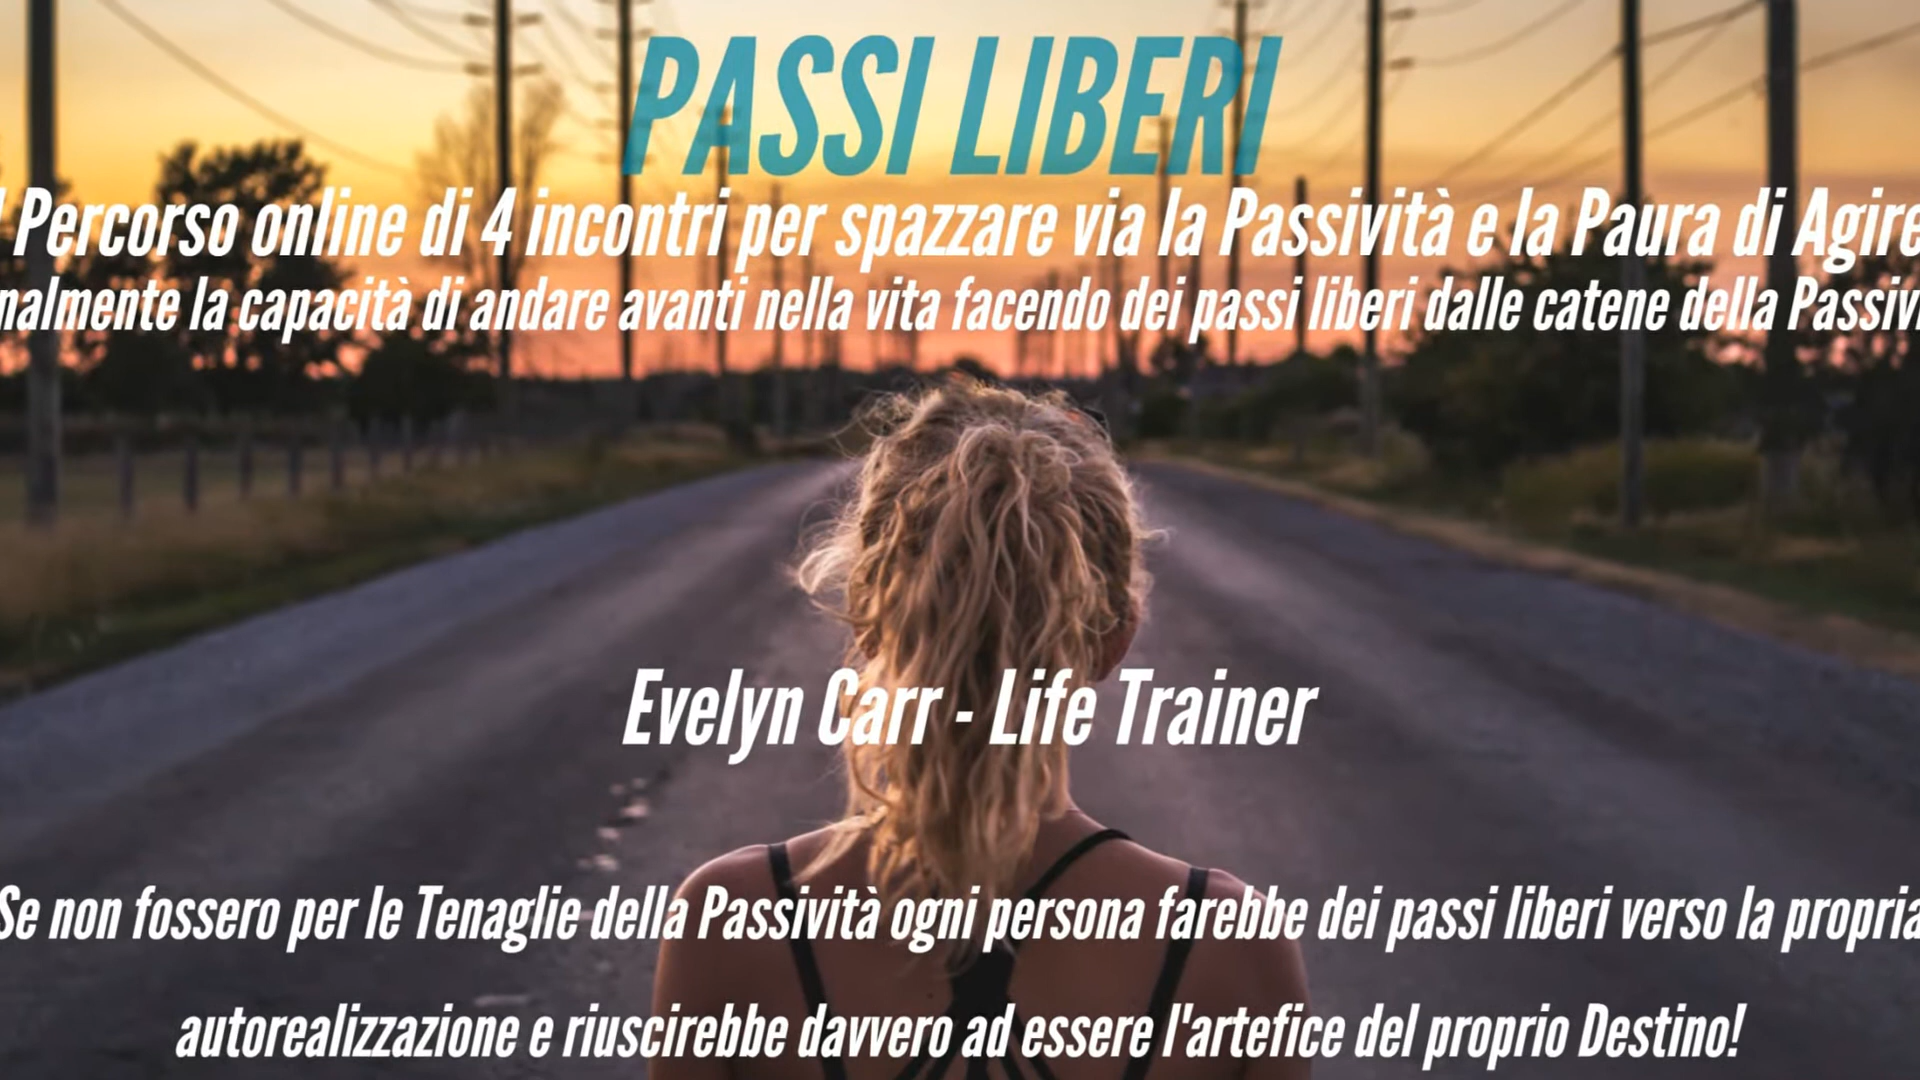 PASSI LIBERI
Percorso online di 4 incontri per spazzare via la Passività e la Paura di Agire
la capacità di andare avanti nella vita facendo dei passi liberi dalle catene della
Evelyn Carr - Life Trainer
Se non fossero per le Tenaglie della Passività ogni persona farebbe dei passi liberi verso la propria
autorealizzazione e riuscirebbe davvero ad essere l'artefice del proprio Destino!